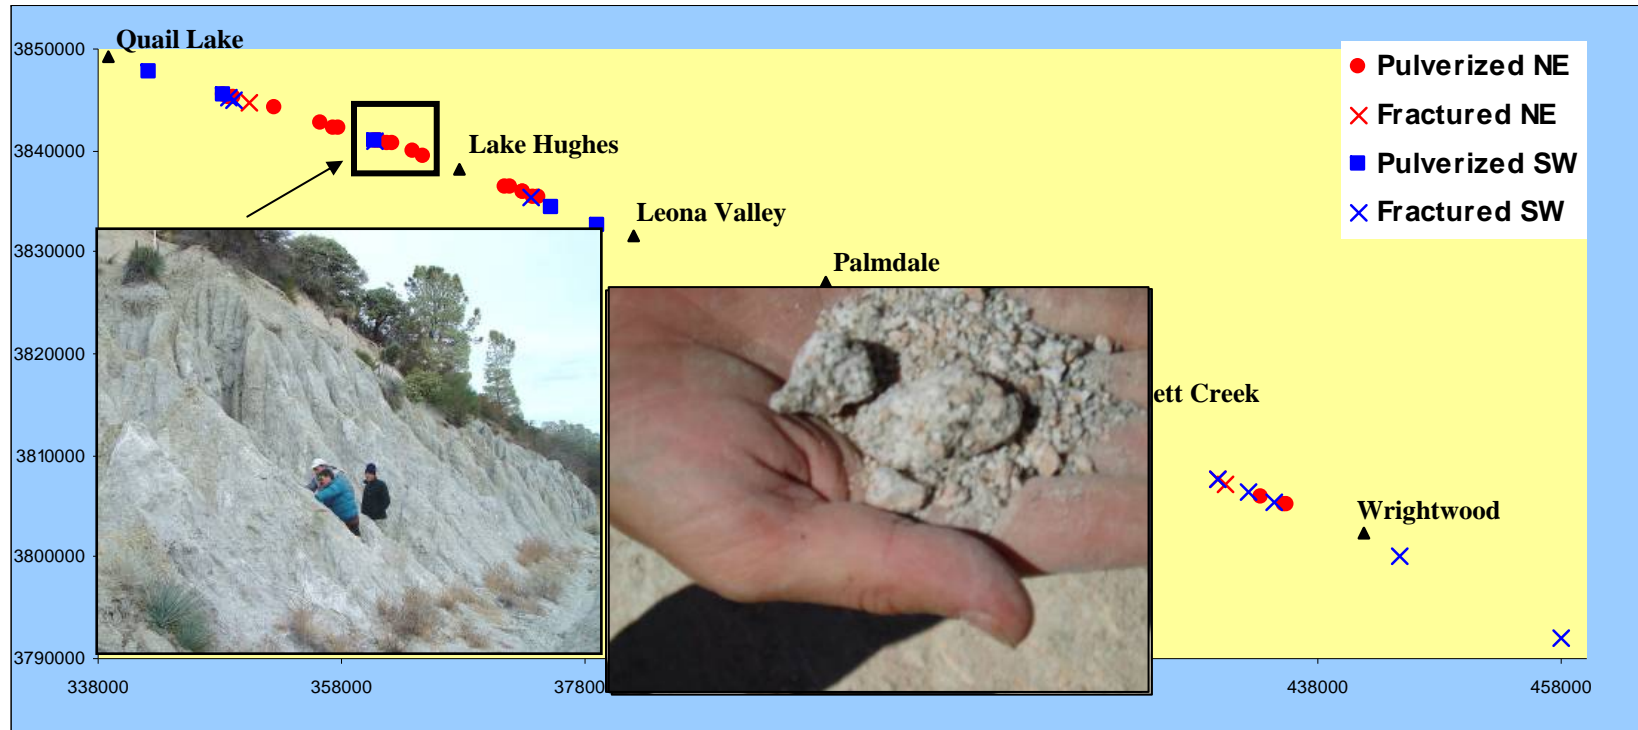 Quail Lake
3850000
Pulverized NE
Fractured NE
Pulverized SW
Fractured SW
3840000
Lake Hughes
Leona Valley
3830000
Palmdale
3820000
ett Creek
3810000
Wrightwood
3800000
3790000
338000
358000
37800
438000
458000